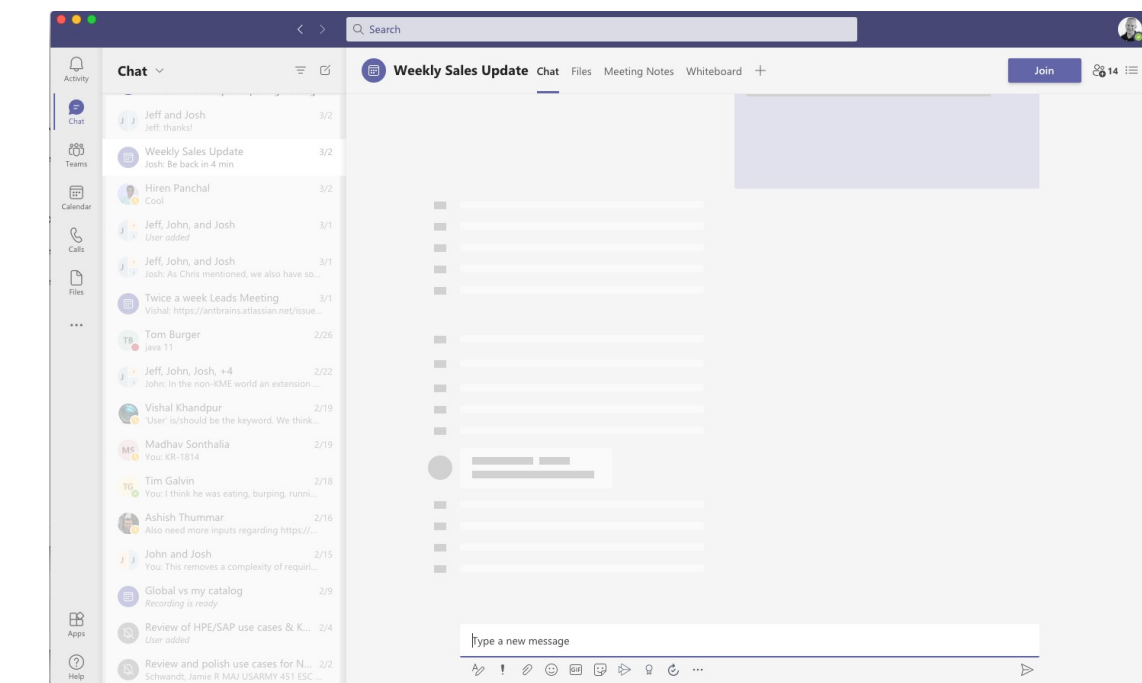 Search
Activity
Chat
Teams
Calendar
Calls
Files
Apps
Help
Chat
Jeff and Josh 3/2
Jeff: thanks!
Weekly Sales Update 3/2
Josh: Be back in 4 min
Hiren Panchal 3/2
Cool
Jeff, John, and Josh 3/1
User added
Jeff, John, and Josh 3/1
Josh: As Chris mentioned, we also have so...
Twice a week Leads Meeting 3/1
Vishal: https://antbrains.atlassian.net/issue...
TB
Tom Burger 2/26
java 11
Jeff, John, Josh, +4 2/22
John: In the non-KME world an extension ...
Vishal Khandpur 2/19
'User' is/should be the keyword. We think...
MS
Madhav Sonthalia 2/19
You: KR-1814
TG
Tim Galvin 2/18
You: I think he was eating, burping, runni...
Ashish Thummar 2/16
Also need more inputs regarding https://...
J J
John and Josh 2/15
You: This removes a complexity of requiri...
Global vs my catalog 2/9
Recording is ready
Review of HPE/SAP use cases & K... 2/4
User added
Review and polish use cases for N... 2/2
Schwandt, Jamie R MAJ USARMY 451 ESC ...
Weekly Sales Update Chat Files Meeting Notes Whiteboard +
Join 14
Type a new message
GIF